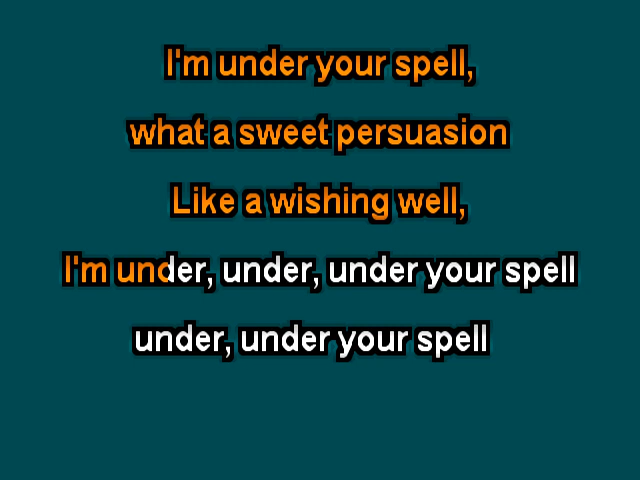 I'm under your spell,
what a sweet persuasion
Like a wishing well,
I'm under, under, under your spell
under, under your spell